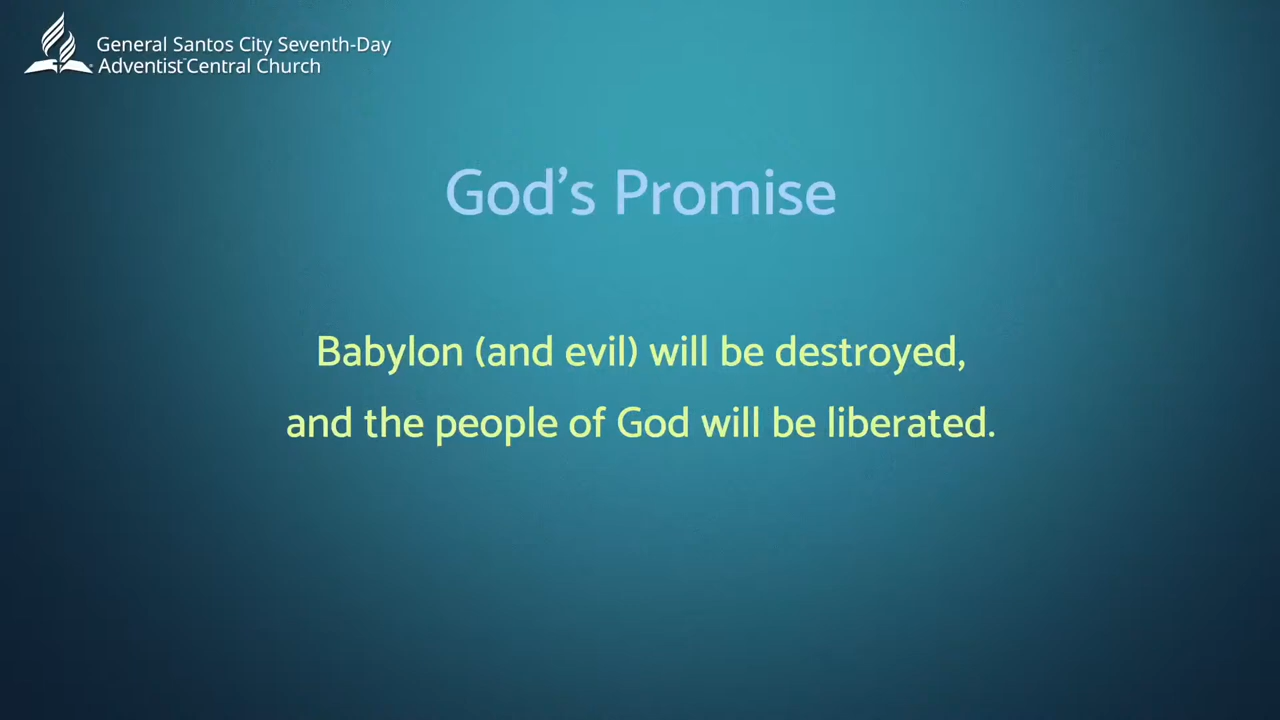 General Santos City Seventh-Day
Adventist Central Church
God's Promise
Babylon (and evil) will be destroyed,
and the people of God will be liberated.